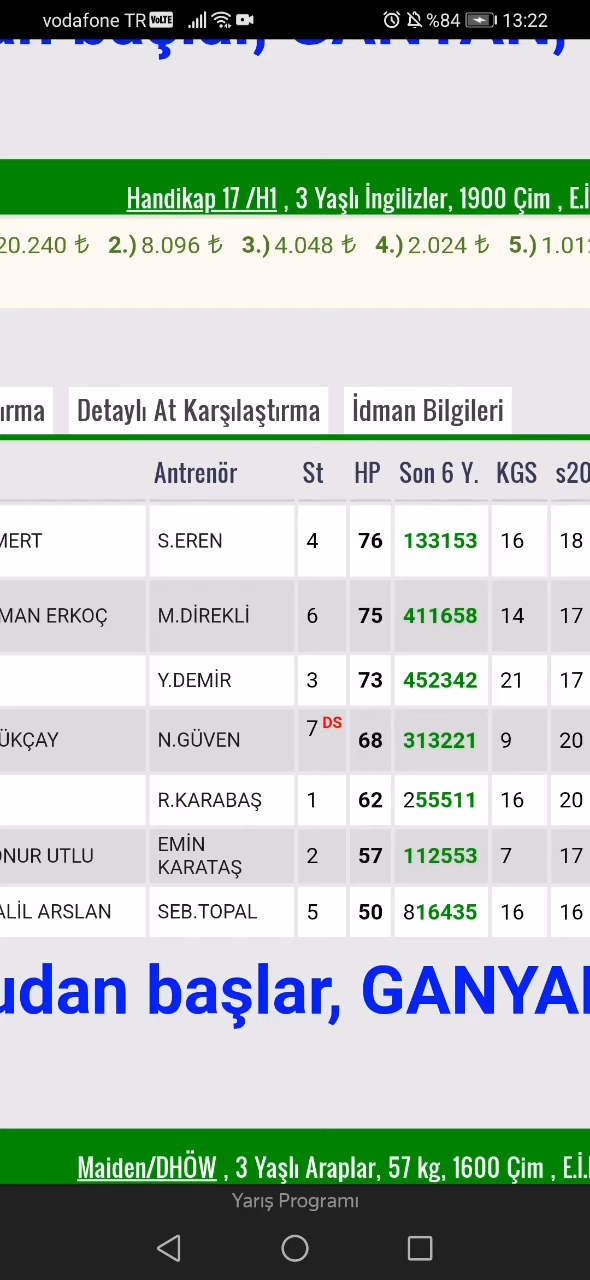 vodafone TR VoLTE %84 13:22
başlar, GANYAN,
Handikap 17 /H1 , 3 Yaşlı İngilizler, 1900 Çim , E.İ
20.240 ₺ 2.) 8.096 ₺ 3.) 4.048 ₺ 4.) 2.024 ₺ 5.) 1.01
ırma Detaylı At Karşılaştırma İdman Bilgileri
Antrenör St HP Son 6 Y. KGS s20
MERT S.EREN 4 76 133153 16 18
MAN ERKOÇ M.DİREKLİ 6 75 411658 14 17
Y.DEMİR 3 73 452342 21 17
ÜKÇAY N.GÜVEN 7 DS 68 313221 9 20
R.KARABAŞ 1 62 255511 16 20
ONUR UTLU EMİN KARATAŞ 2 57 112553 7 17
ALİL ARSLAN SEB.TOPAL 5 50 816435 16 16
udan başlar, GANYAN
Maiden/DHÖW , 3 Yaşlı Araplar, 57 kg, 1600 Çim , E.İ.
Yarış Programı